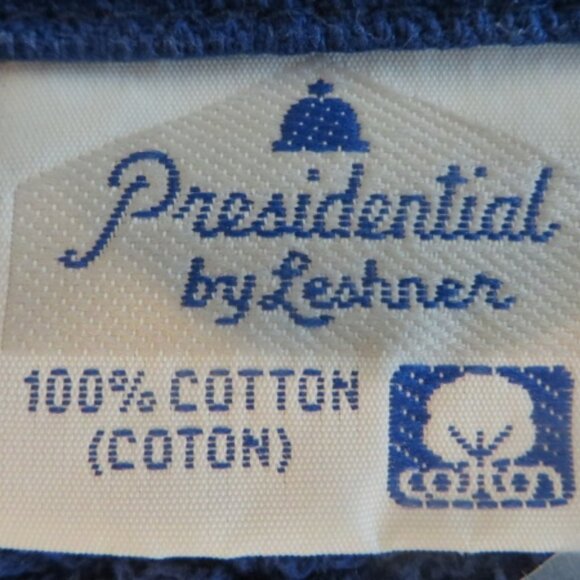 Presidential
by Leshner
100% COTTON
(COTON)
cotton